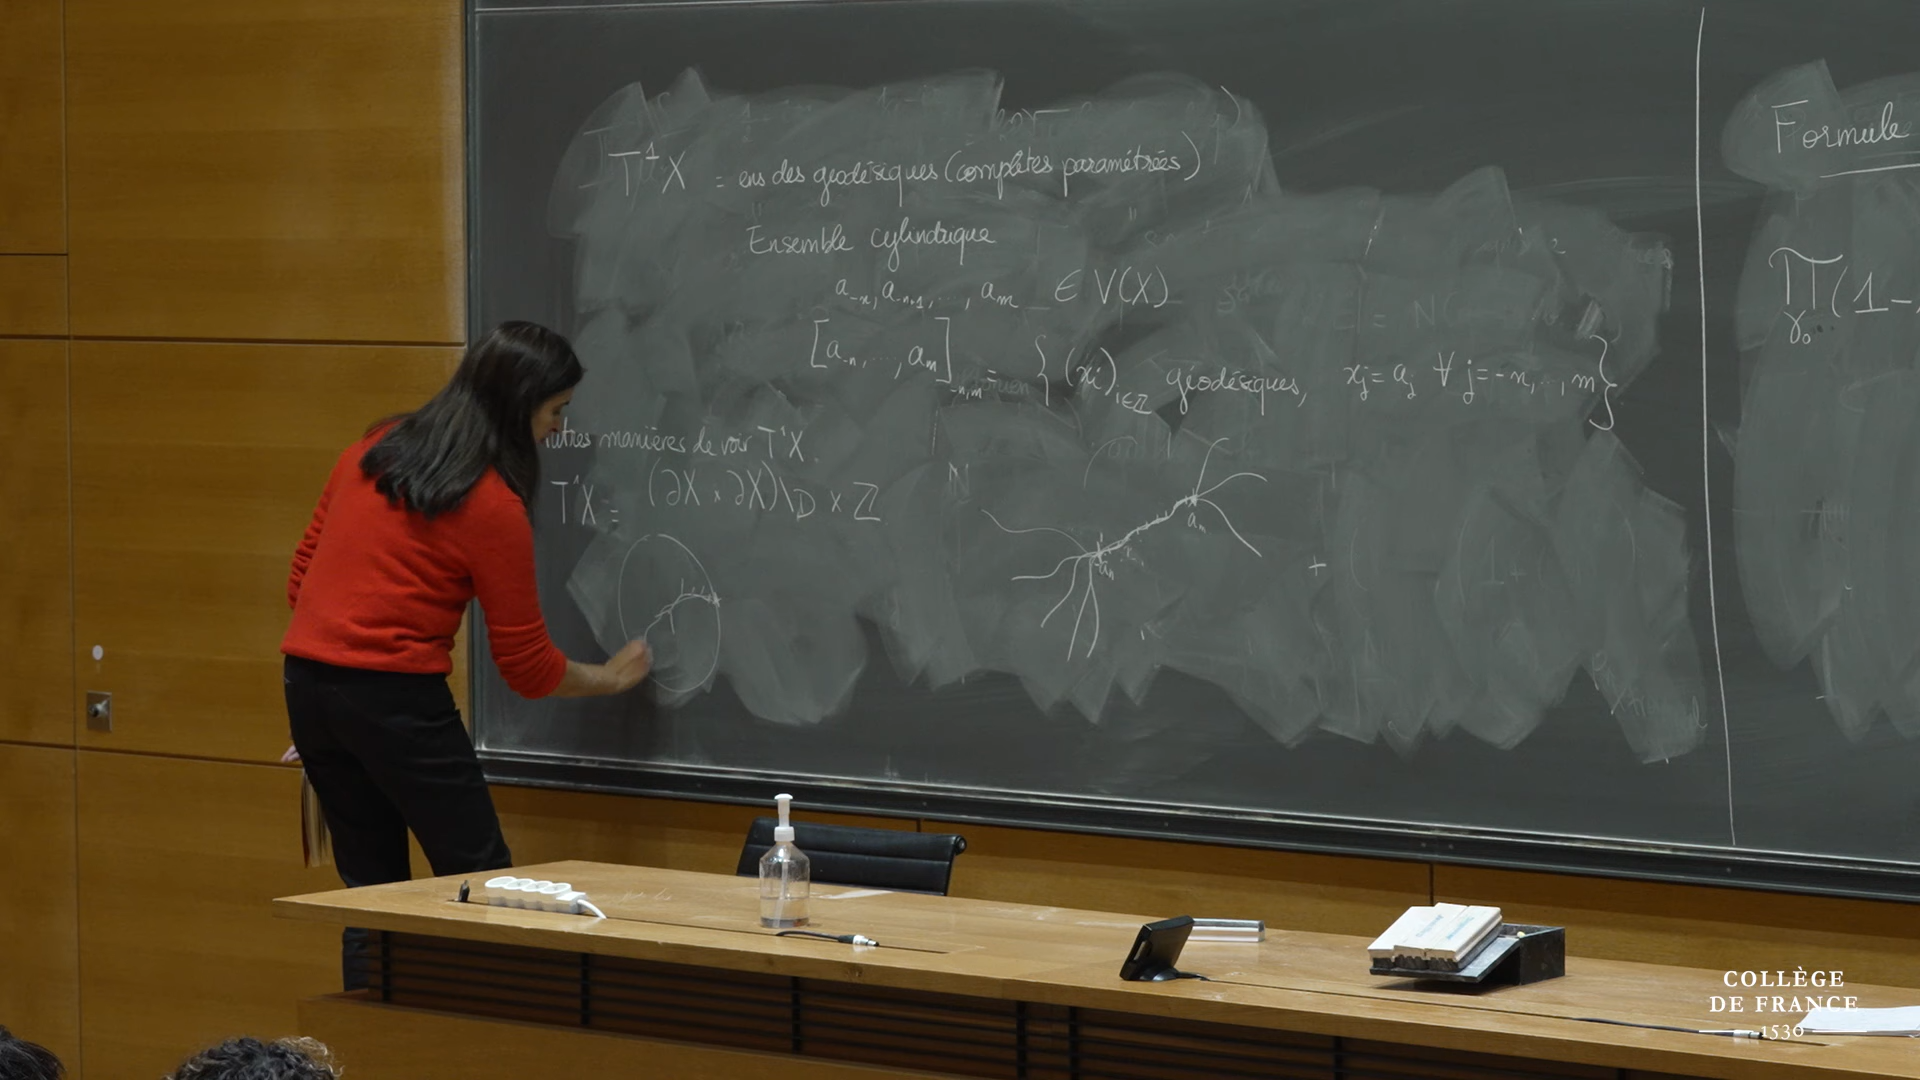 T¹X = ens des géodésiques (complètes paramétrées)
Ensemble cylindrique
a₋ₙ, a₋ₙ₊₁, ..., aₘ ∈ V(X)
[a₋ₙ, ..., aₘ]₋ₙ,ₘ = { (xᵢ)ᵢ∈ℤ géodésiques, xⱼ = aⱼ ∀ j = -n, .., m }
autres manières de voir T¹X.
T¹X = (∂X × ∂X)\D × ℤ
aₘ
a₋ₙ
Formule
∏(1-
γ₀
COLLÈGE
DE FRANCE
1530